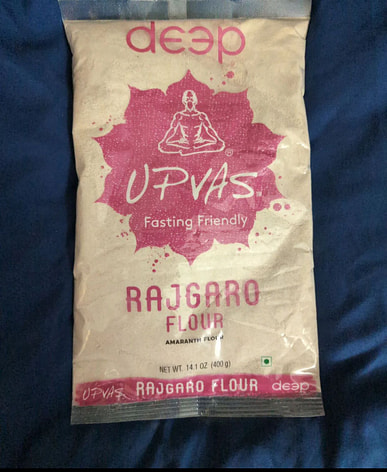 deep
UPVAS®
Fasting Friendly
RAJGARO
FLOUR
AMARANTH FLOUR
NET WT. 14.1 OZ (400 g)
UPVAS RAJGARO FLOUR deep